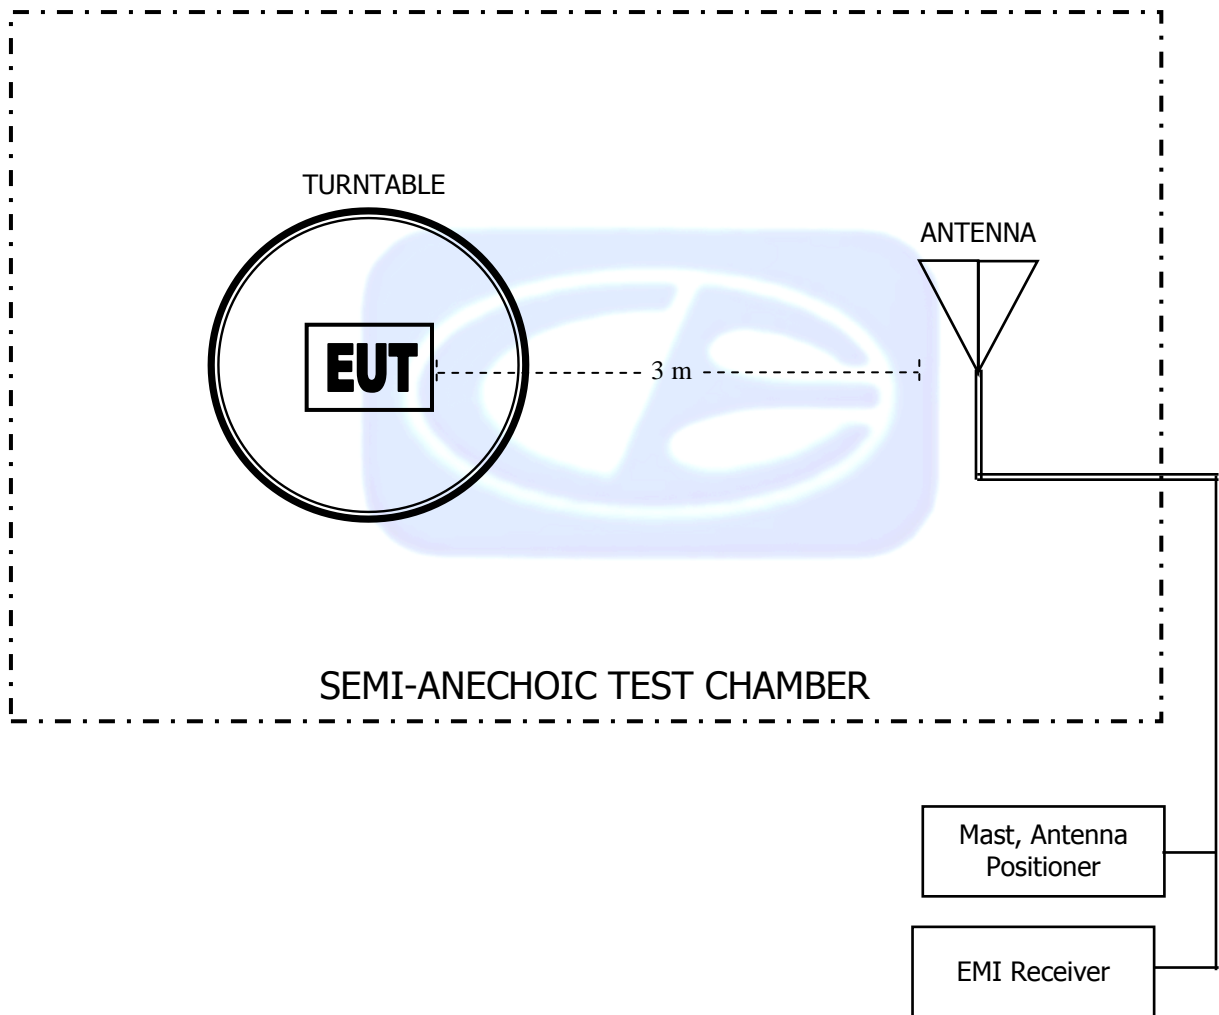 TURNTABLE
ANTENNA
EUT
3 m
SEMI-ANECHOIC TEST CHAMBER
Mast, Antenna
Positioner
EMI Receiver